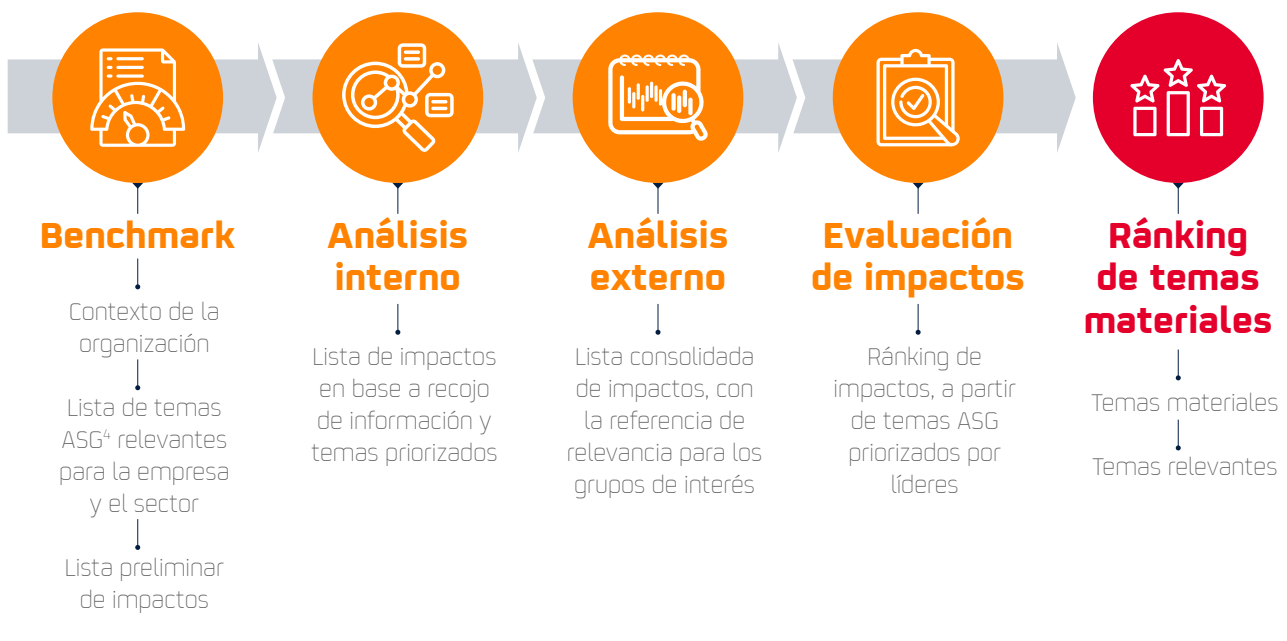 Benchmark
Contexto de la
organización
Lista de temas
ASG⁴ relevantes
para la empresa
y el sector
Lista preliminar
de impactos
Análisis
interno
Lista de impactos
en base a recojo
de información y
temas priorizados
Análisis
externo
Lista consolidada
de impactos, con
la referencia de
relevancia para los
grupos de interés
Evaluación
de impactos
Ránking de
impactos, a partir
de temas ASG
priorizados por
líderes
Ránking
de temas
materiales
Temas materiales
Temas relevantes